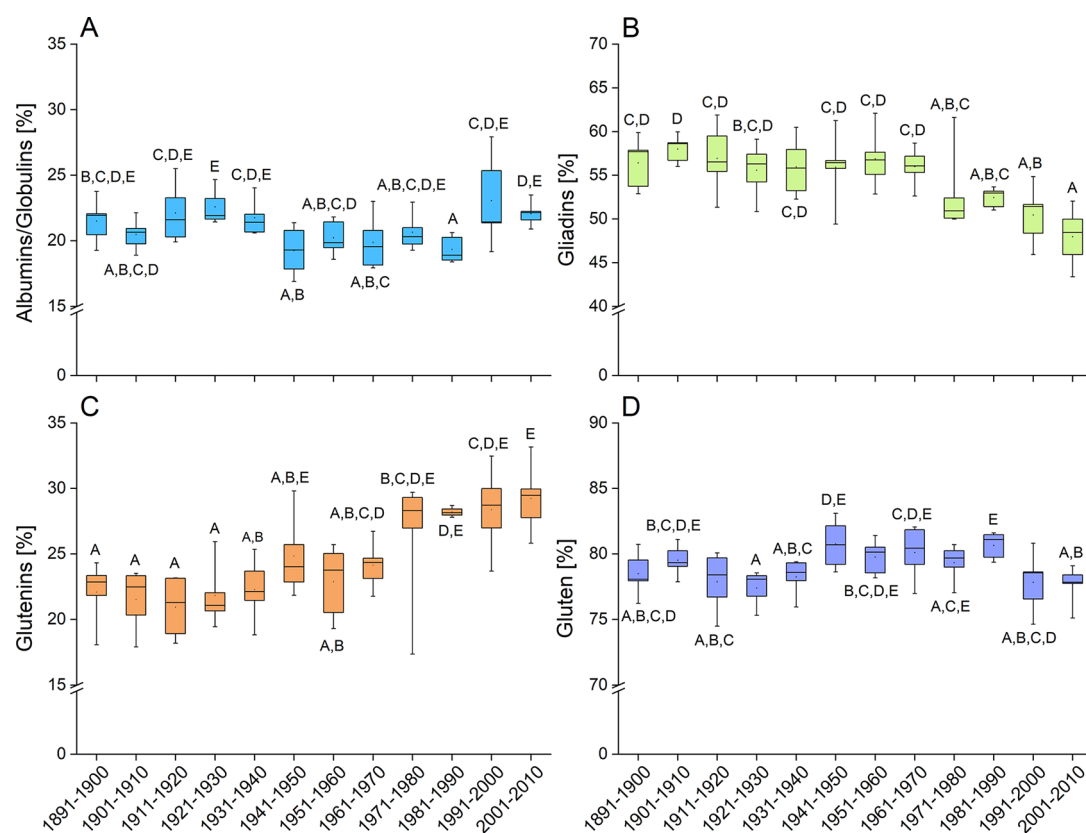 A
Albumins/Globulins [%]
35
30
25
20
15
0
B,C,D,E
A,B,C,D
C,D,E
E
C,D,E
A,B
A,B,C,D
A,B,C
A,B,C,D,E
A
C,D,E
D,E
B
Gliadins [%]
70
65
60
55
50
45
40
0
C,D
D
C,D
B,C,D
C,D
C,D
C,D
C,D
A,B,C
A,B,C
A,B
A
C
Glutenins [%]
35
30
25
20
15
0
A
A
A
A
A,B
A,B,E
A,B
A,B,C,D
B,C,D,E
D,E
C,D,E
E
1891-1900
1901-1910
1911-1920
1921-1930
1931-1940
1941-1950
1951-1960
1961-1970
1971-1980
1981-1990
1991-2000
2001-2010
D
Gluten [%]
90
85
80
75
70
0
A,B,C,D
B,C,D,E
A,B,C
A
A,B,C
D,E
B,C,D,E
C,D,E
A,C,E
E
A,B,C,D
A,B
1891-1900
1901-1910
1911-1920
1921-1930
1931-1940
1941-1950
1951-1960
1961-1970
1971-1980
1981-1990
1991-2000
2001-2010